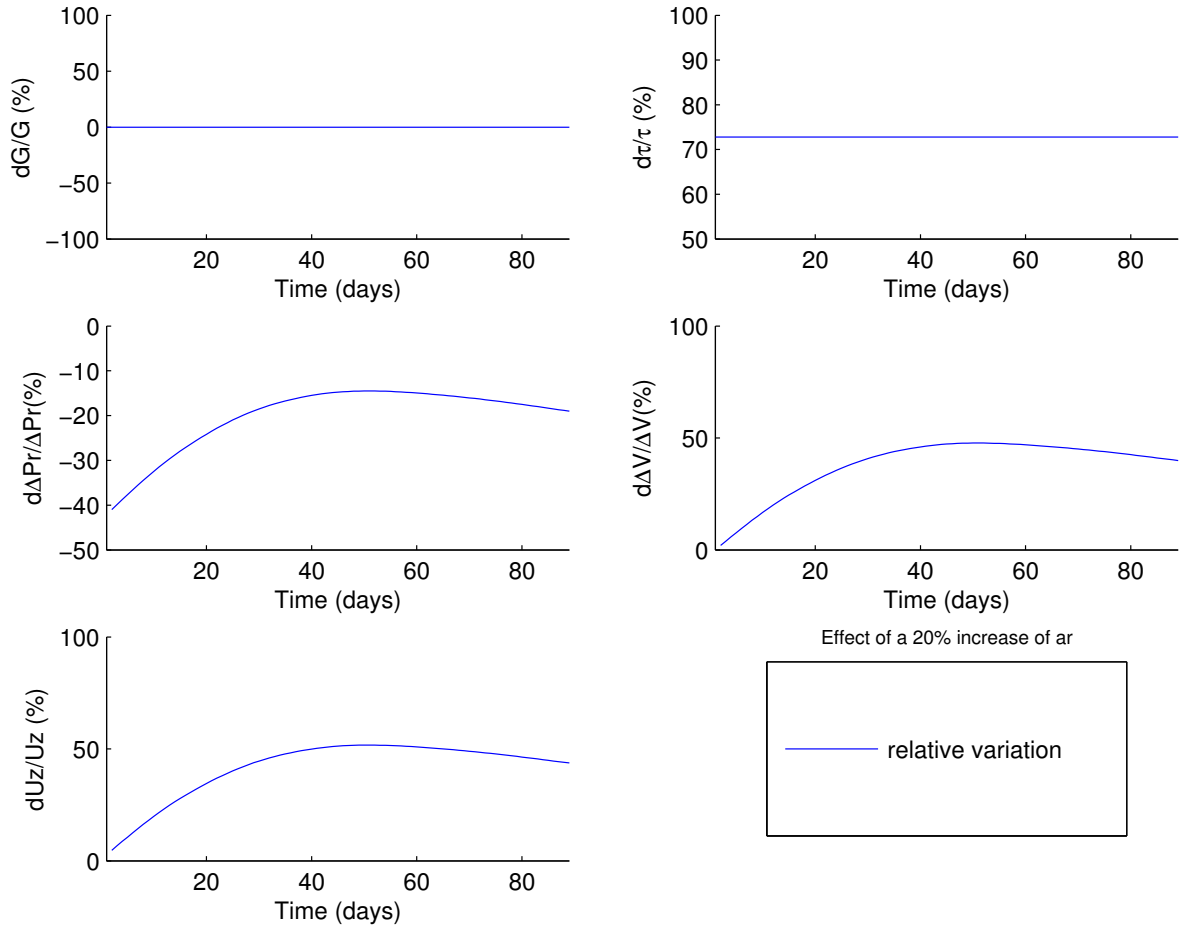 100
50
0
−50
−100
dG/G (%)
20 40 60 80
Time (days)
100
90
80
70
60
50
dτ/τ (%)
20 40 60 80
Time (days)
0
−10
−20
−30
−40
−50
dΔPr/ΔPr(%)
20 40 60 80
Time (days)
100
50
0
dΔV/ΔV(%)
20 40 60 80
Time (days)
100
50
0
dUz/Uz (%)
20 40 60 80
Time (days)
Effect of a 20% increase of ar
relative variation